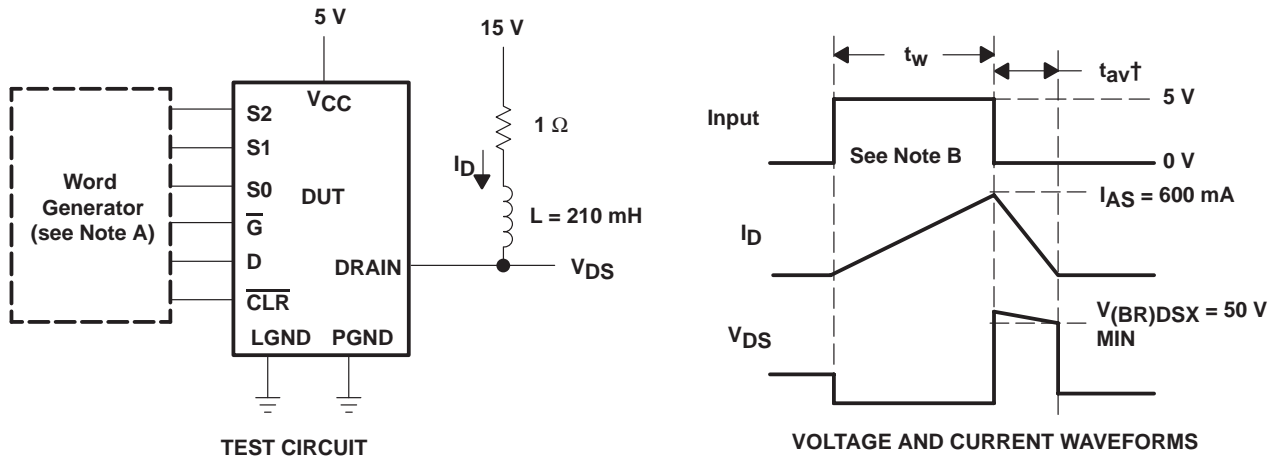 5 V
15 V
VCC
S2
S1
S0
G
D
CLR
DUT
DRAIN
LGND PGND
Word
Generator
(see Note A)
1 Ω
ID
L = 210 mH
VDS
TEST CIRCUIT
tw
tav†
Input
5 V
See Note B
0 V
IAS = 600 mA
ID
V(BR)DSX = 50 V
MIN
VDS
VOLTAGE AND CURRENT WAVEFORMS